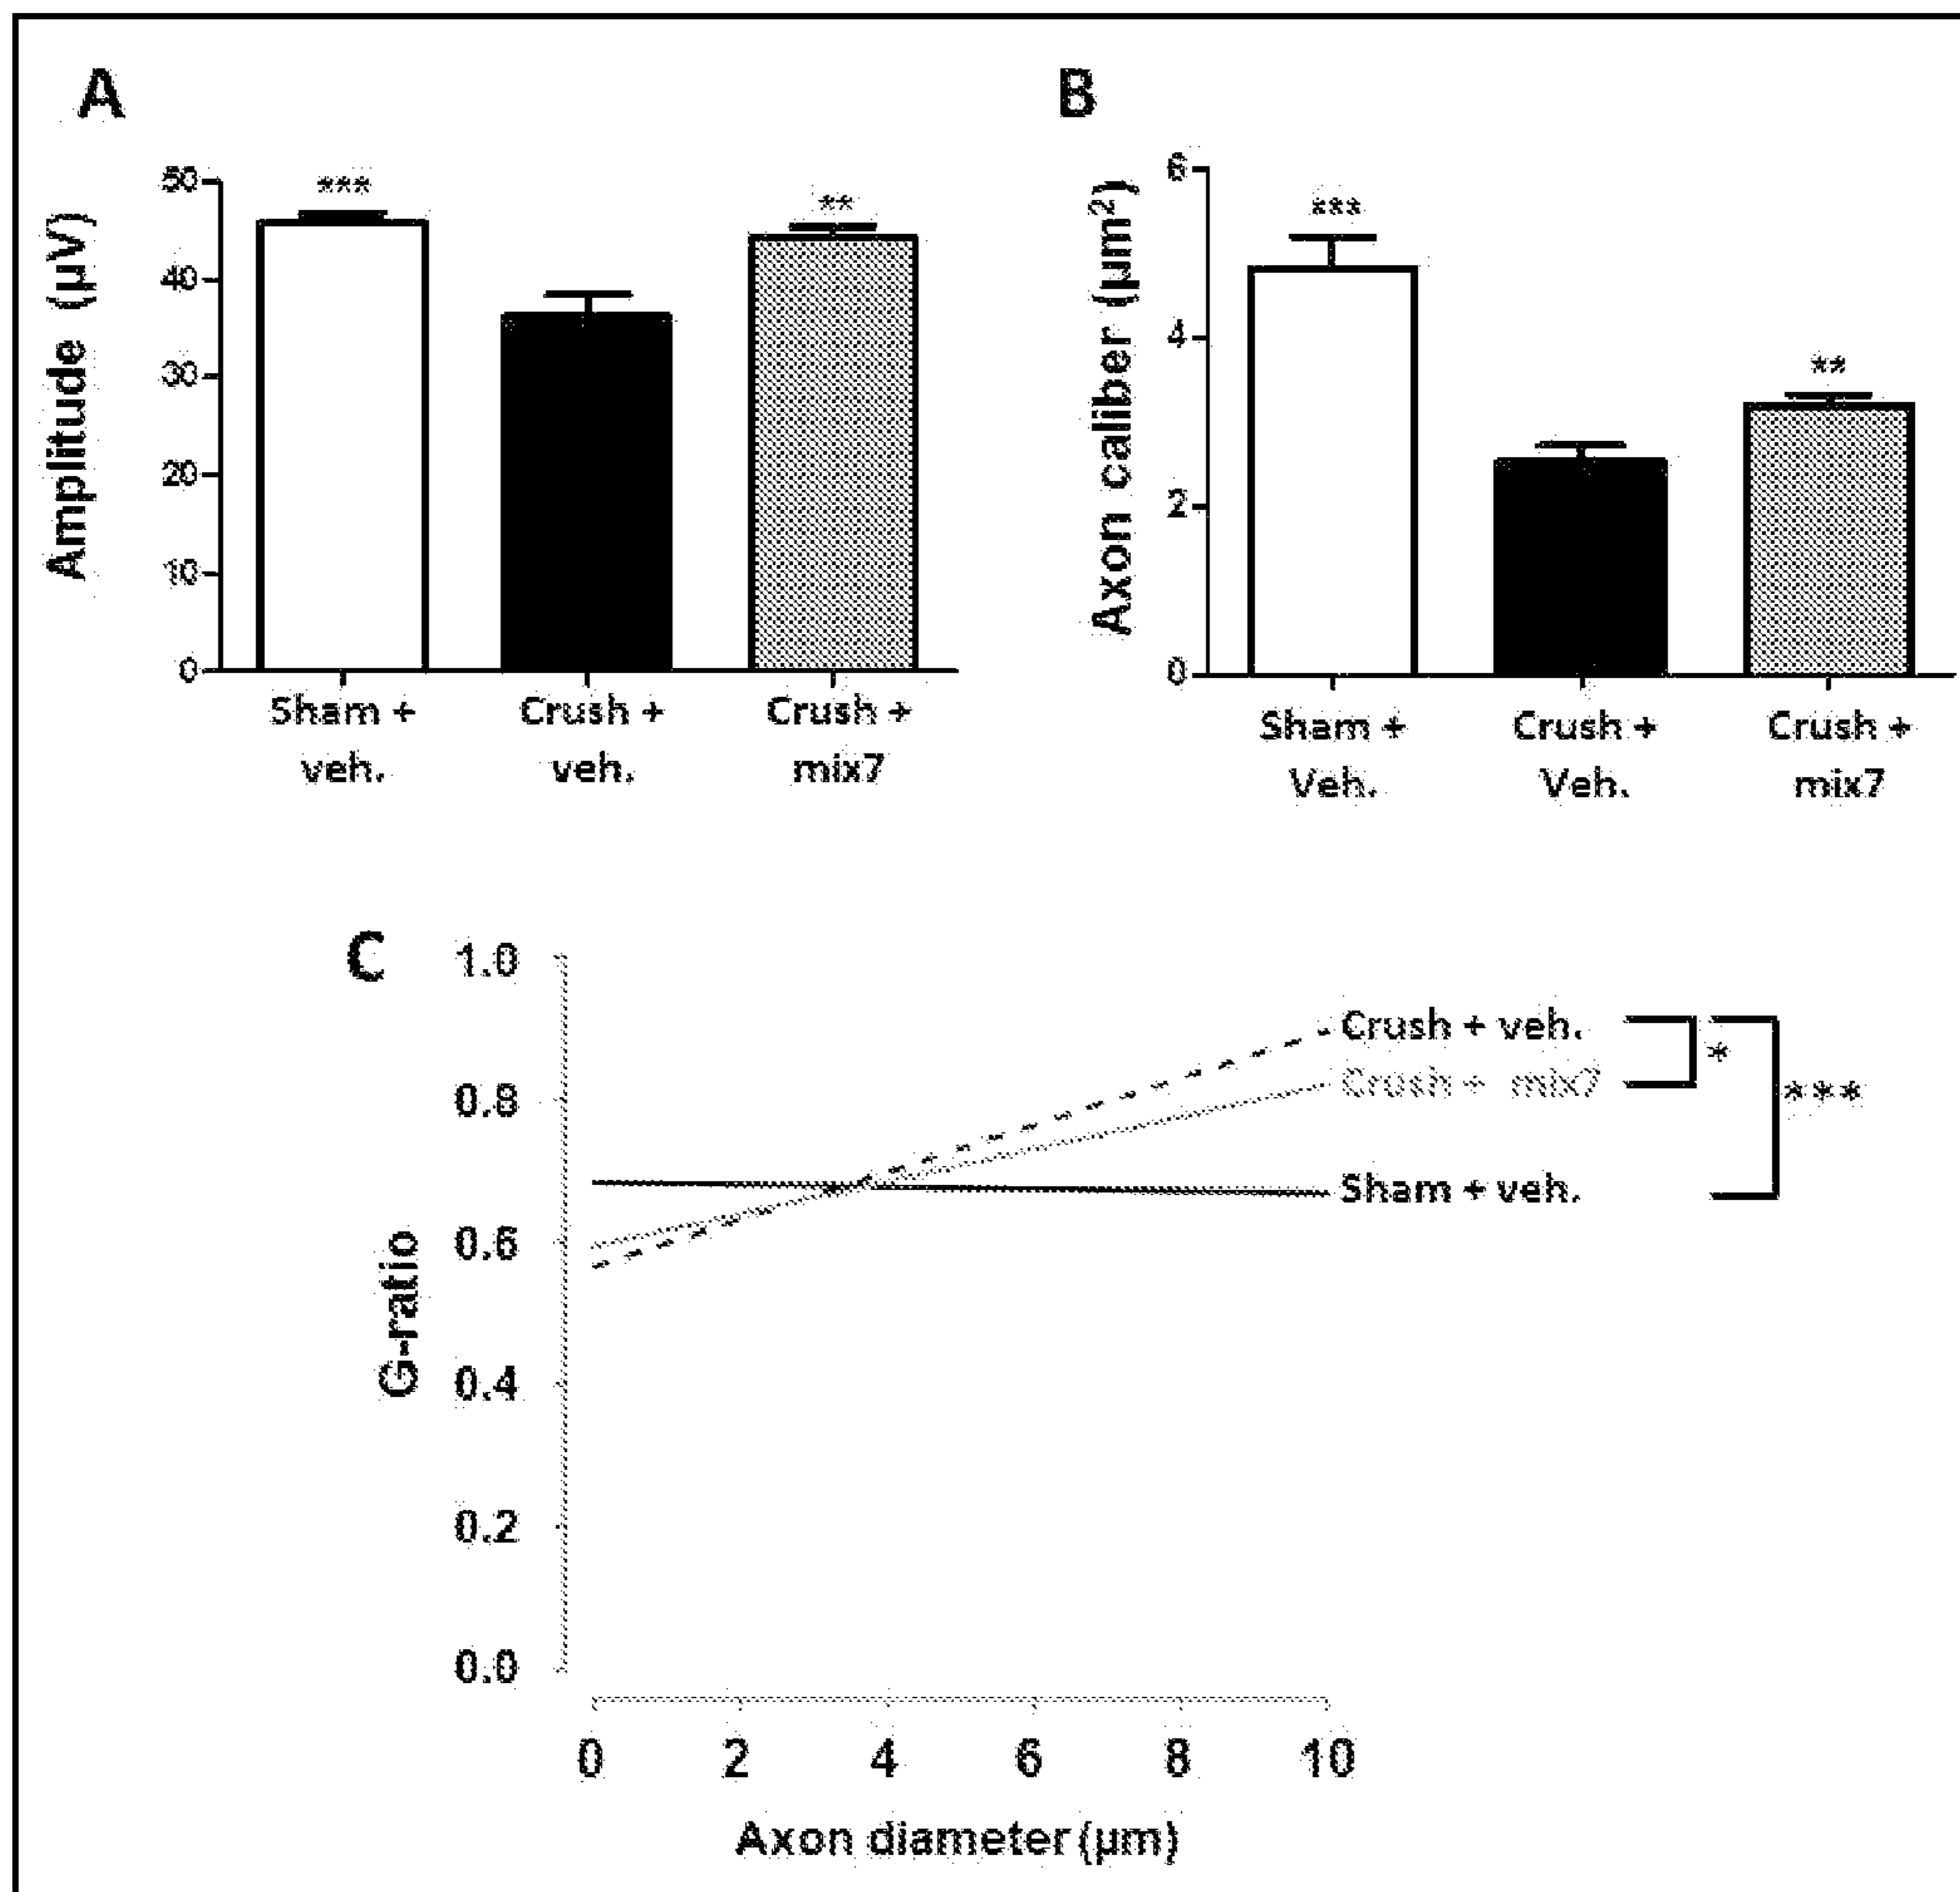 A
Amplitude (µV)
50
40
30
20
10
0
***
**
Sham + veh.
Crush + veh.
Crush + mix7
B
Axon caliber (µm²)
6
4
2
0
***
**
Sham + Veh.
Crush + Veh.
Crush + mix7
C
G-ratio
1.0
0.8
0.6
0.4
0.2
0.0
Crush + veh.
Crush + mix7
Sham + veh.
*
***
0 2 4 6 8 10
Axon diameter (µm)